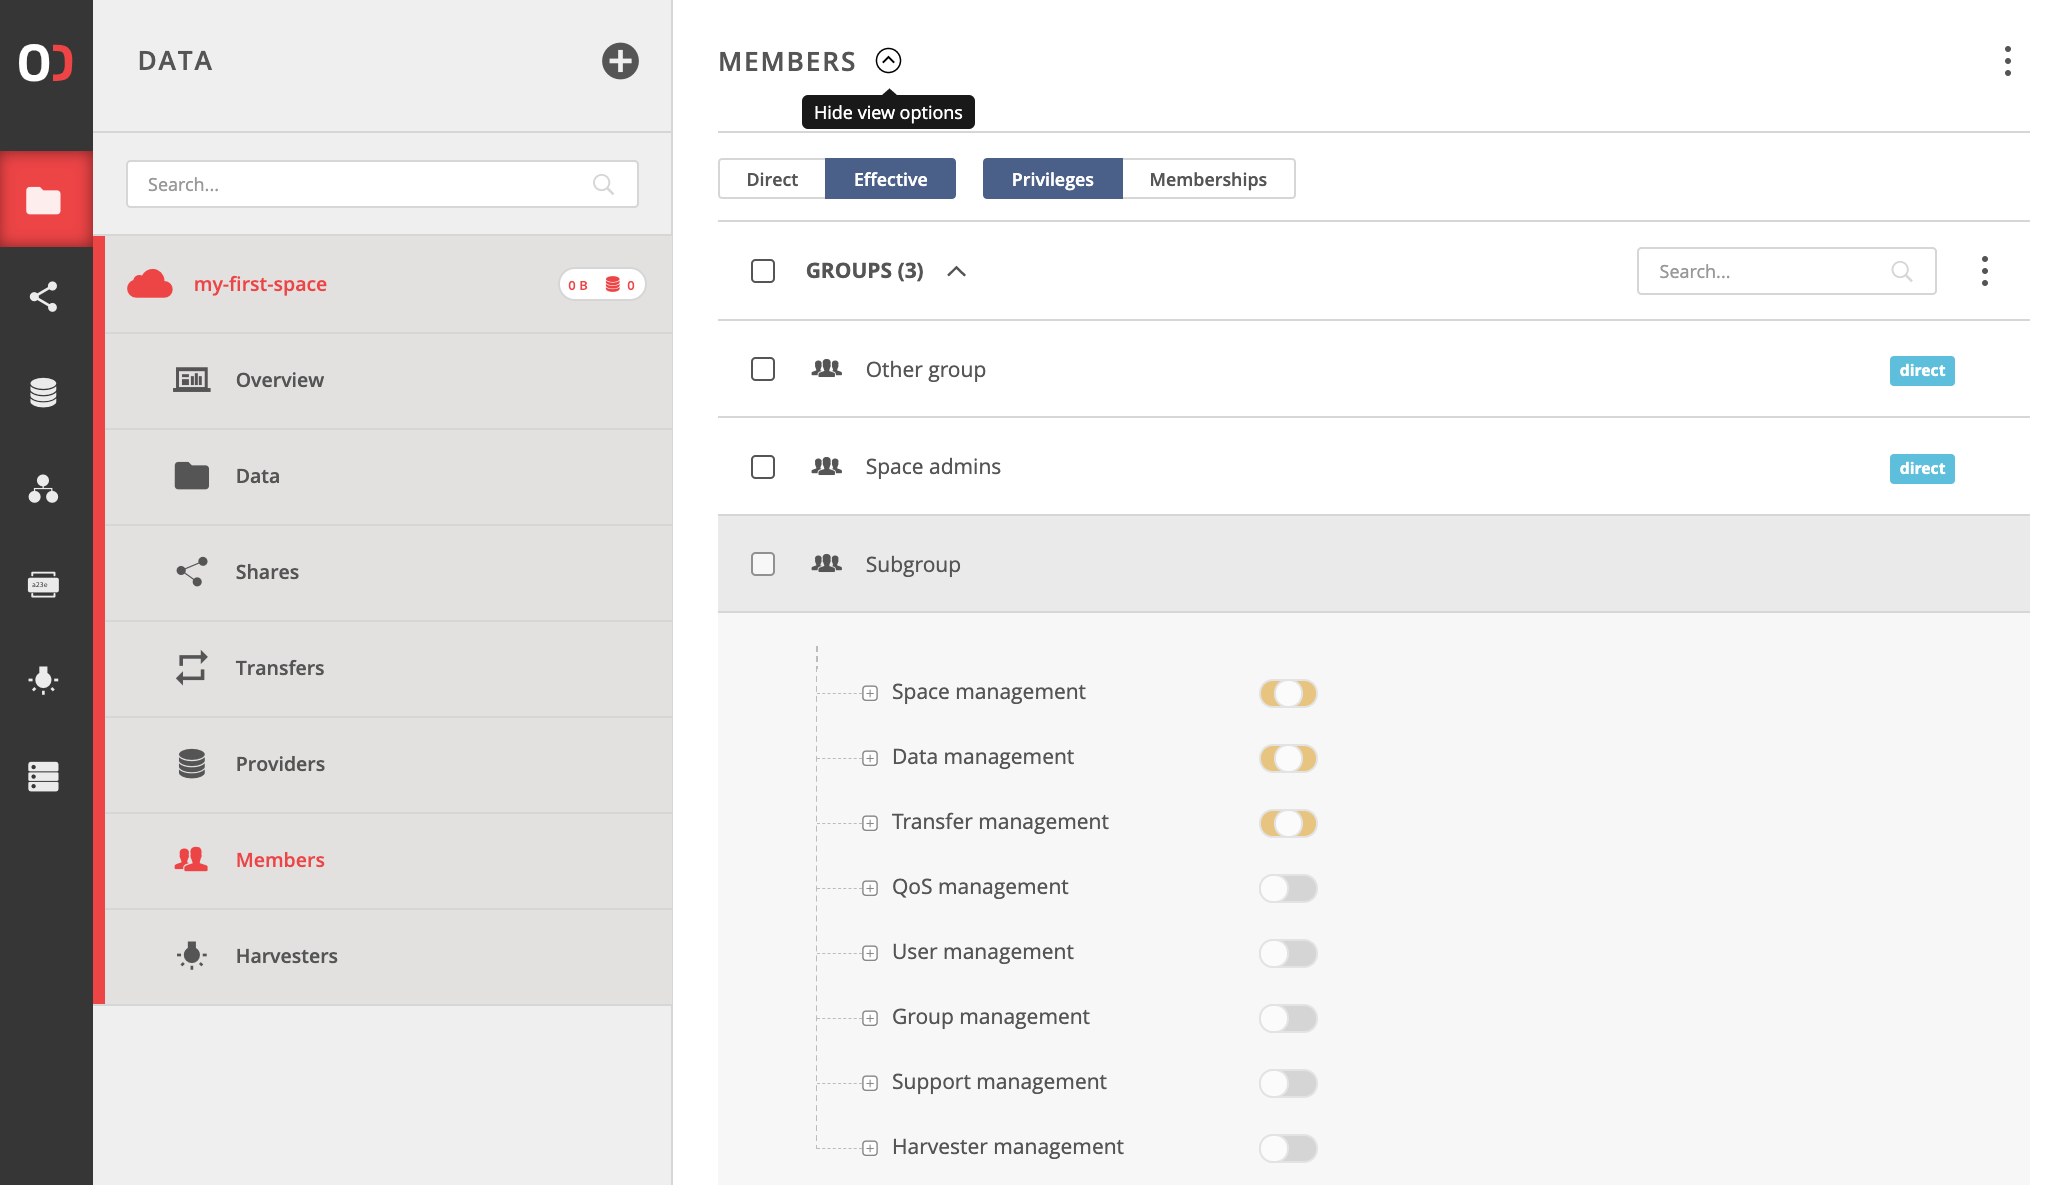 DATA
Search...
my-first-space
0 B 0
Overview
Data
Shares
Transfers
Providers
Members
Harvesters
a23e
MEMBERS
Hide view options
Direct Effective Privileges Memberships
GROUPS (3)
Search...
Other group direct
Space admins direct
Subgroup
Space management
Data management
Transfer management
QoS management
User management
Group management
Support management
Harvester management